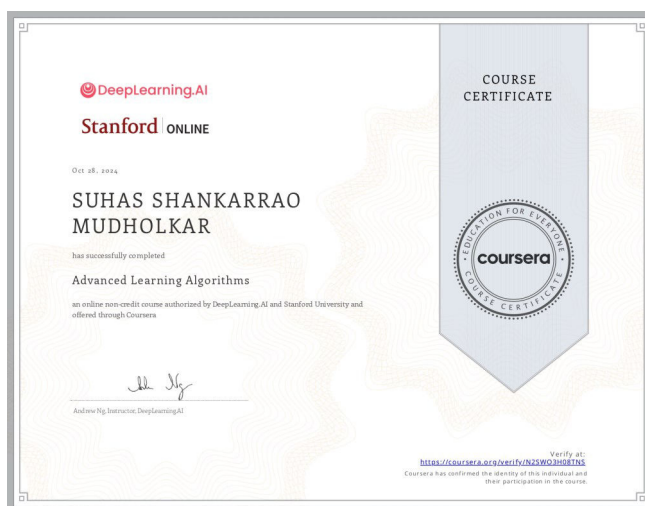 DeepLearning.AI
Stanford ONLINE
Oct 28, 2024
SUHAS SHANKARRAO
MUDHOLKAR
has successfully completed
Advanced Learning Algorithms
an online non-credit course authorized by DeepLearning.AI and Stanford University and
offered through Coursera
Andrew Ng, Instructor, DeepLearning.AI
COURSE
CERTIFICATE
EDUCATION FOR EVERYONE
coursera
COURSE CERTIFICATE
Verify at:
https://coursera.org/verify/N2SWO3H08TNS
Coursera has confirmed the identity of this individual and
their participation in the course.